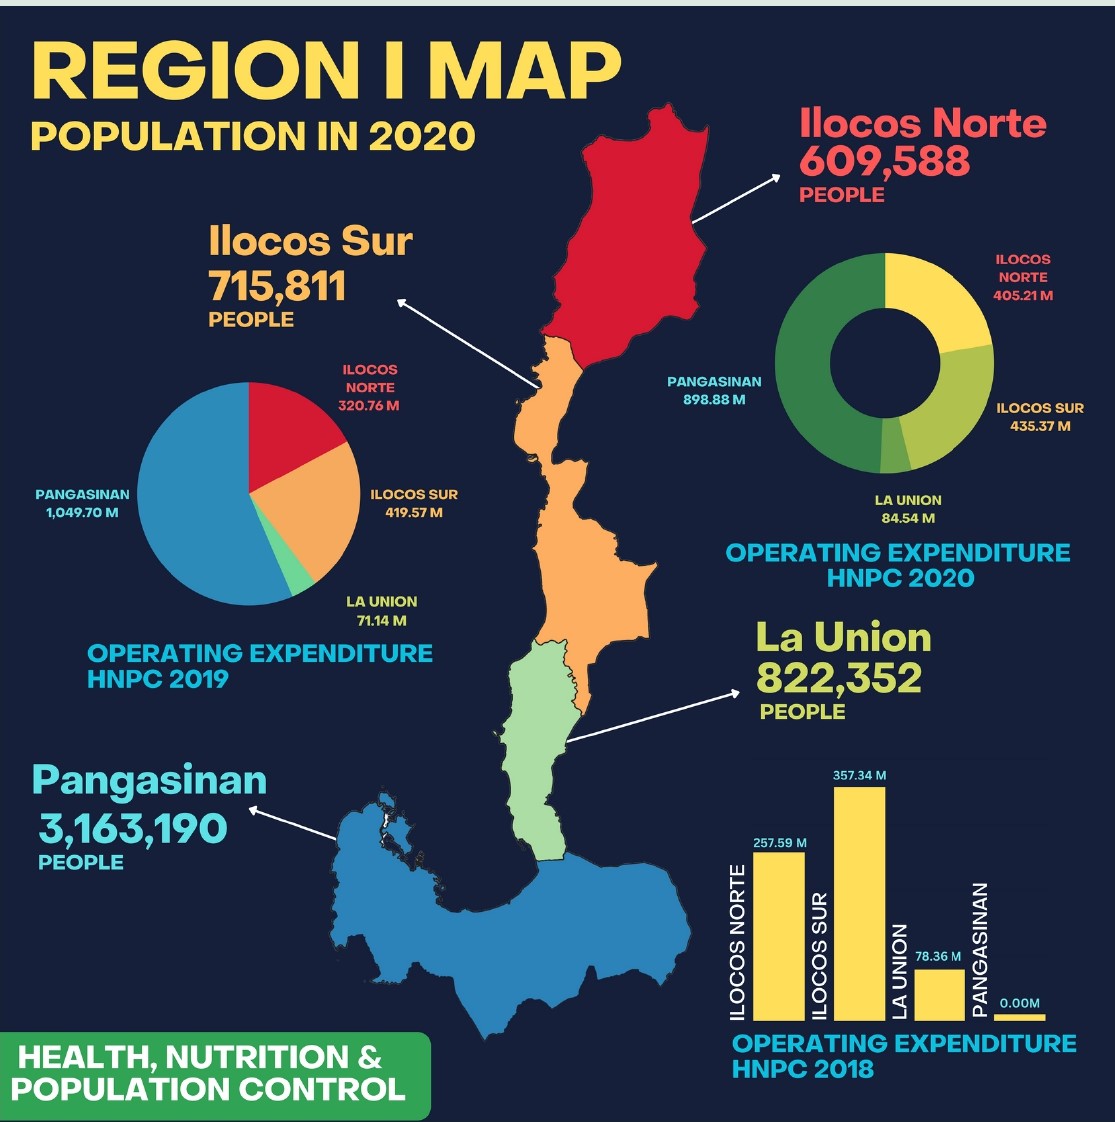 REGION I MAP
POPULATION IN 2020
Ilocos Norte
609,588
PEOPLE
Ilocos Sur
715,811
PEOPLE
ILOCOS
NORTE
405.21 M
PANGASINAN
898.88 M
ILOCOS SUR
435.37 M
LA UNION
84.54 M
OPERATING EXPENDITURE
HNPC 2020
ILOCOS
NORTE
320.76 M
PANGASINAN
1,049.70 M
ILOCOS SUR
419.57 M
LA UNION
71.14 M
OPERATING EXPENDITURE
HNPC 2019
La Union
822,352
PEOPLE
Pangasinan
3,163,190
PEOPLE
ILOCOS NORTE
257.59 M
ILOCOS SUR
357.34 M
LA UNION
78.36 M
PANGASINAN
0.00M
OPERATING EXPENDITURE
HNPC 2018
HEALTH, NUTRITION &
POPULATION CONTROL